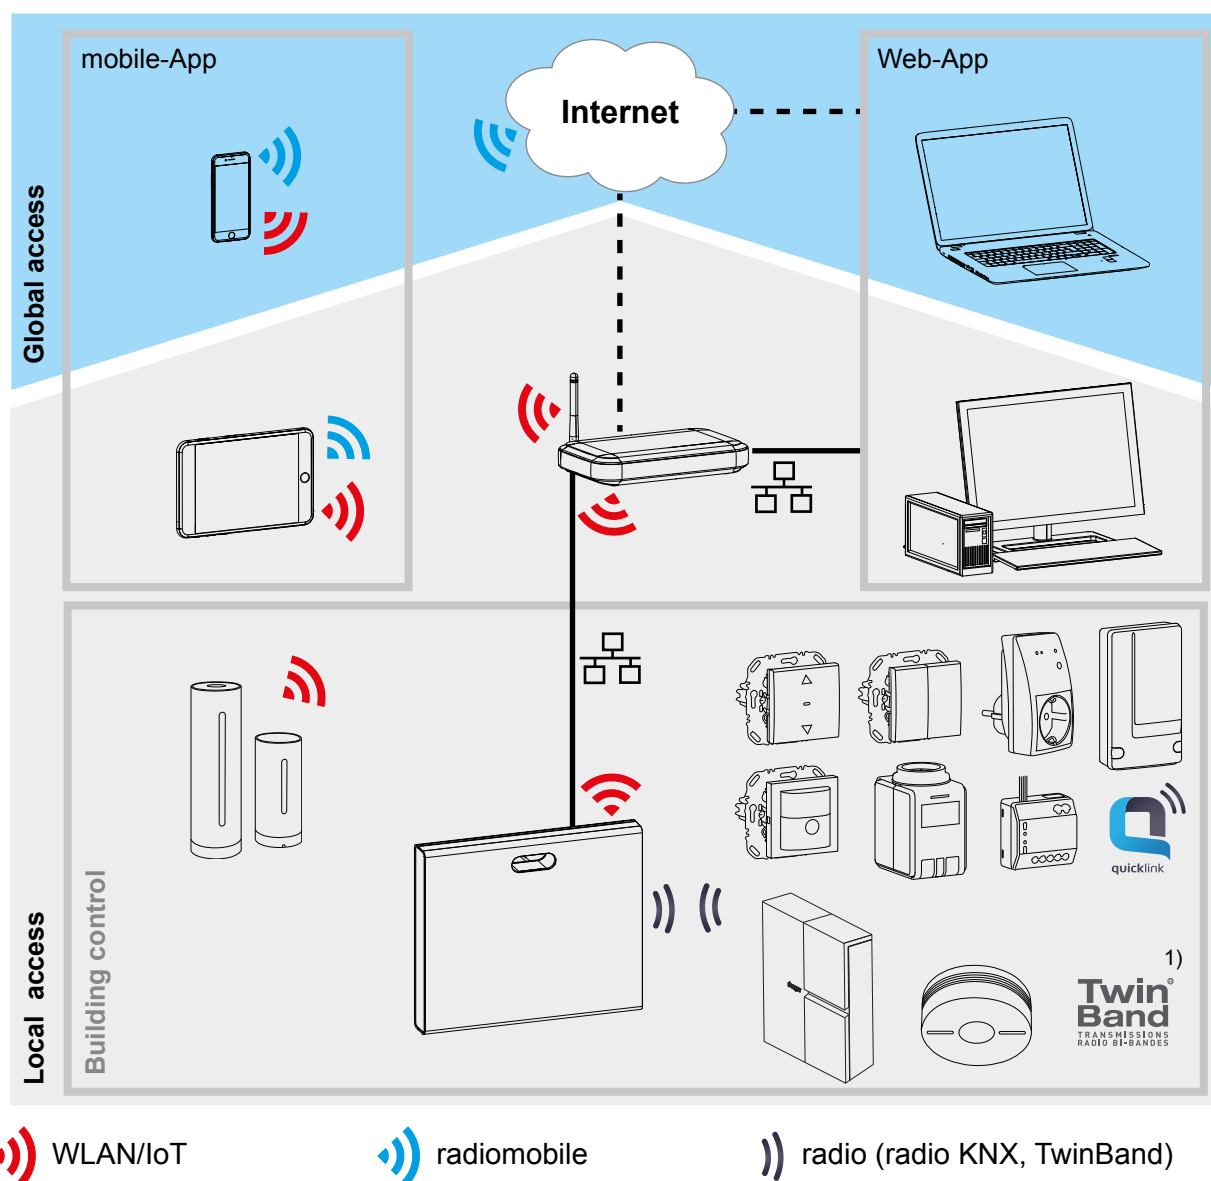 mobile-App
Internet
Web-App
Global access
Local access
Building control
quicklink
1)
Twin®
Band
TRANSMISSIONS
RADIO BI-BANDES
WLAN/IoT
radiomobile
radio (radio KNX, TwinBand)